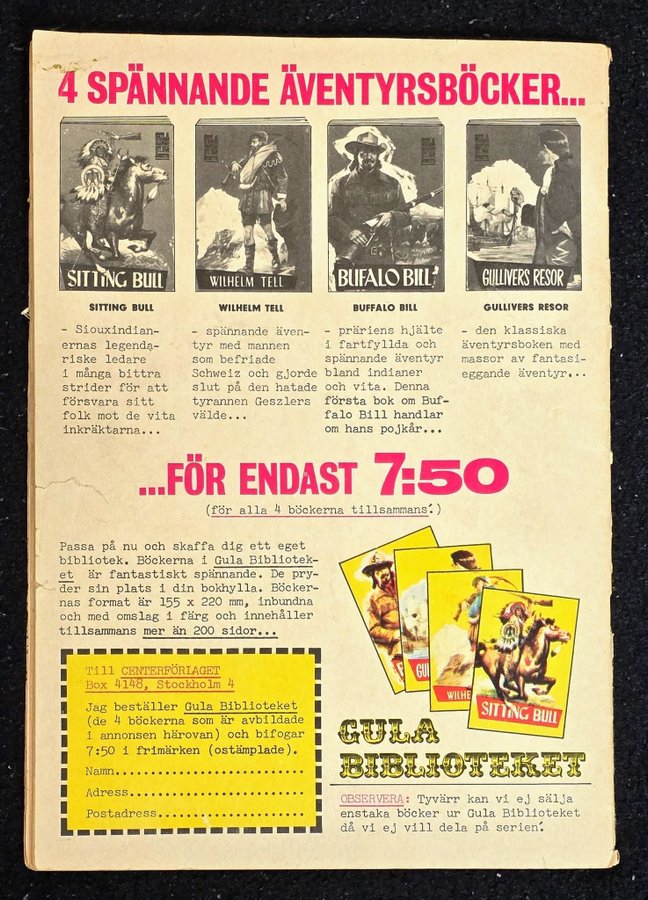 4 SPÄNNANDE ÄVENTYRSBÖCKER...
SITTING BULL
WILHELM TELL
BUFALO BILL
GULLIVERS RESOR
SITTING BULL
- Siouxindian-
ernas legenda-
riske ledare
i många bittra
strider för att
försvara sitt
folk mot de vita
inkräktarna...
WILHELM TELL
- spännande även-
tyr med mannen
som befriade
Schweiz och gjorde
slut på den hatade
tyrannen Geszlers
välde...
BUFFALO BILL
- präriens hjälte
i fartfyllda och
spännande äventyr
bland indianer
och vita. Denna
första bok om Buf-
falo Bill handlar
om hans pojkår...
GULLIVERS RESOR
- den klassiska
äventyrsboken med
massor av fantasi-
eggande äventyr...
...FÖR ENDAST 7:50
(för alla 4 böckerna tillsammans!)
Passa på nu och skaffa dig ett eget
bibliotek. Böckerna i Gula Bibliotek-
et är fantastiskt spännande. De pry-
der sin plats i din bokhylla. Böcker-
nas format är 155 x 220 mm, inbundna
och med omslag i färg och innehåller
tillsammans mer än 200 sidor...
Till CENTERFÖRLAGET
Box 4148, Stockholm 4
Jag beställer Gula Biblioteket
(de 4 böckerna som är avbildade
i annonsen härovan) och bifogar
7:50 i frimärken (ostämplade).
Namn..............................
Adress............................
Postadress........................
B
GUL
WILHE
SITTING BULL
GULA
BIBLIOTEKET
OBSERVERA: Tyvärr kan vi ej sälja
enstaka böcker ur Gula Biblioteket
då vi ej vill dela på serien!